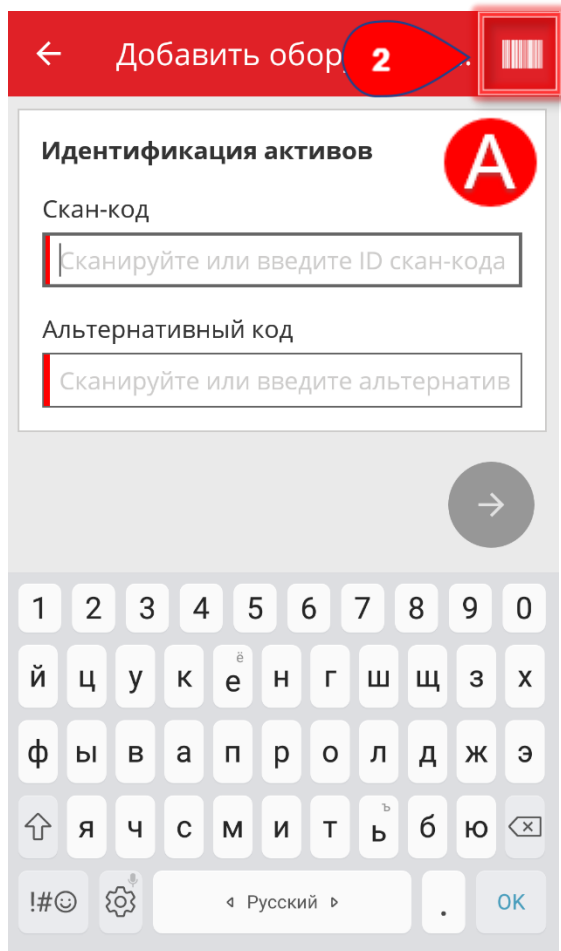 Добавить обор
2
Идентификация активов
A
Скан-код
Сканируйте или введите ID скан-кода
Альтернативный код
Сканируйте или введите альтернатив
1 2 3 4 5 6 7 8 9 0
й ц у к е ё н г ш щ з х
ф ы в а п р о л д ж э
я ч с м и т ь ъ б ю
!#☺ Русский . OK